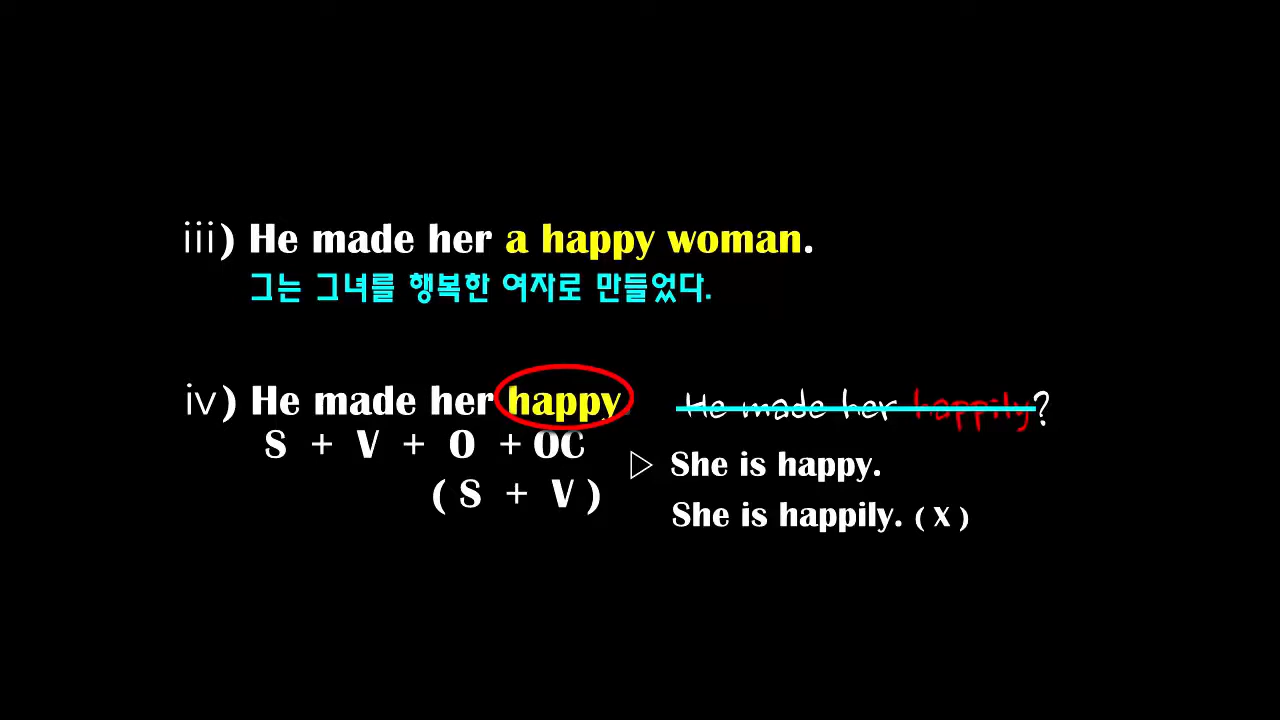 ⅲ) He made her a happy woman.
그는 그녀를 행복한 여자로 만들었다.
ⅳ) He made her happy. He made her happily?
S + V + O + OC
▷ She is happy.
( S + V )
She is happily. ( X )